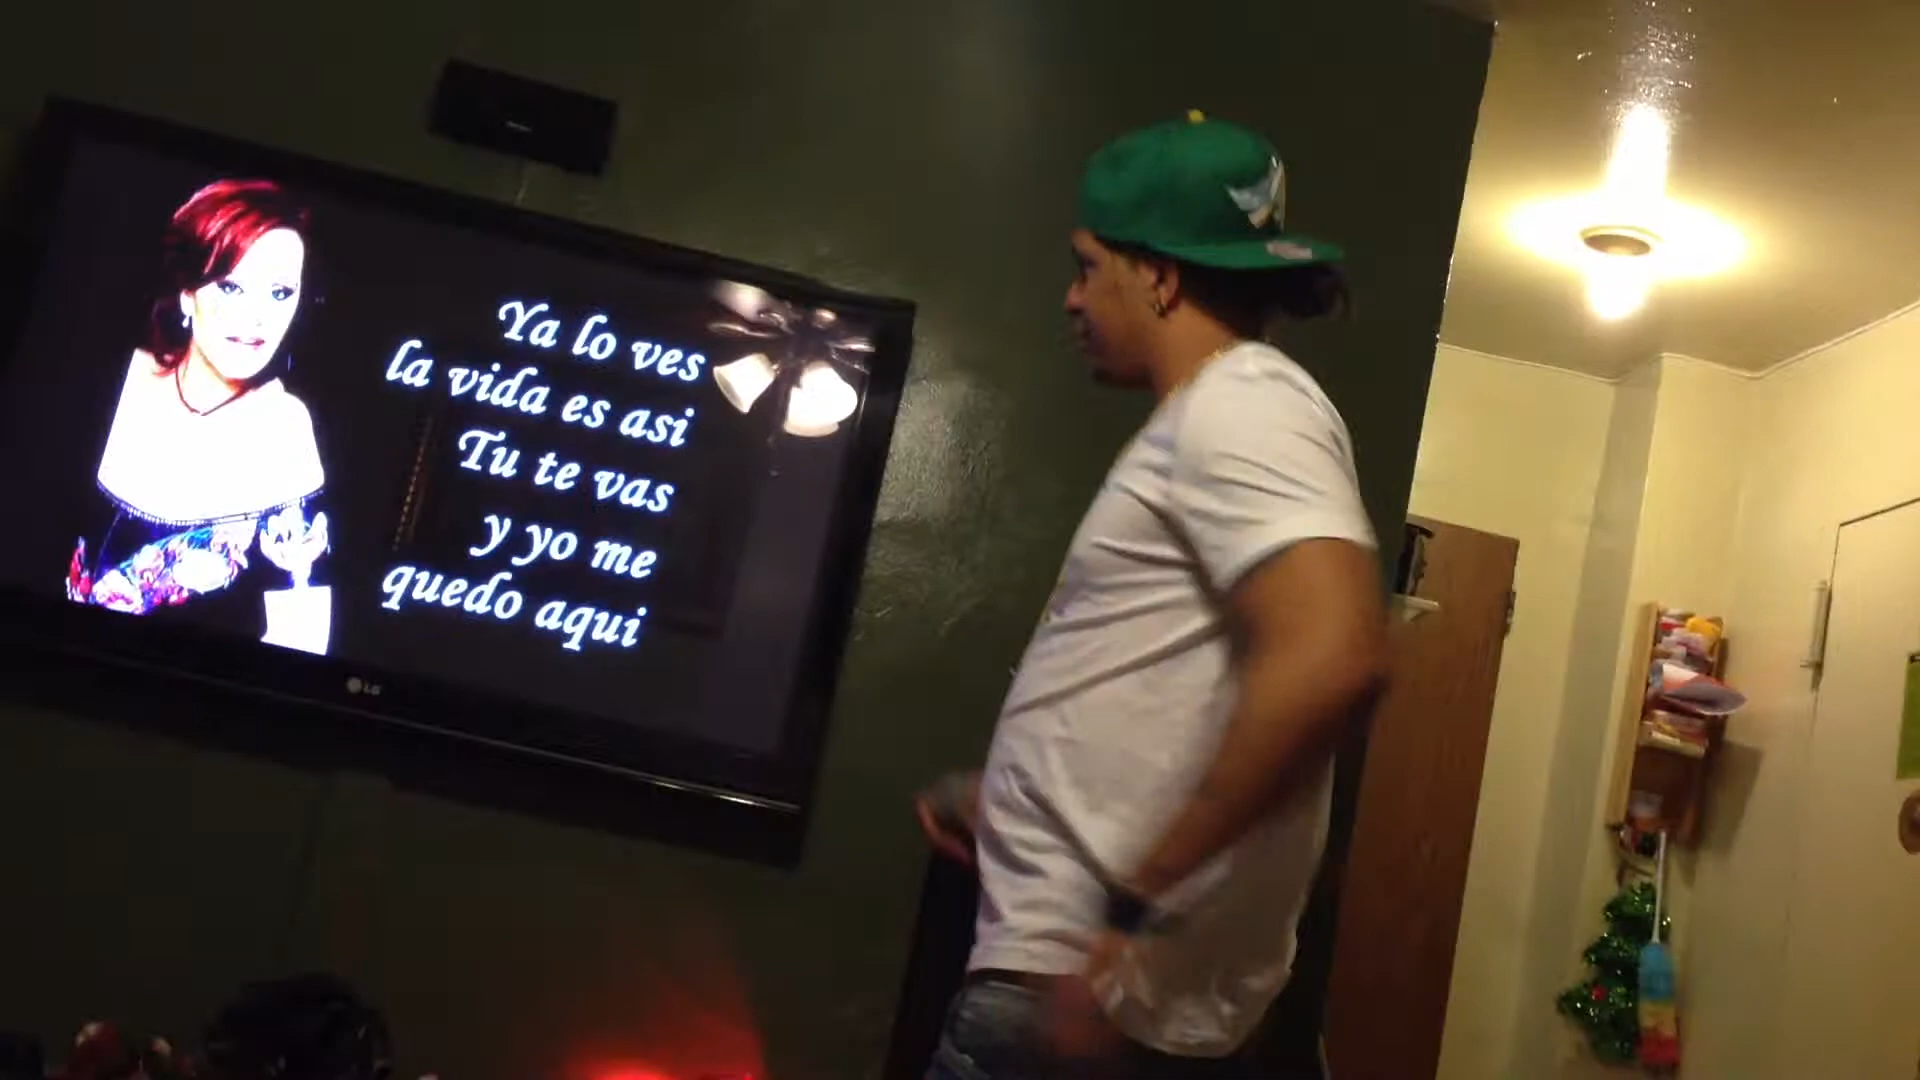 Ya lo ves
la vida es asi
Tu te vas
y yo me
quedo aqui
LG